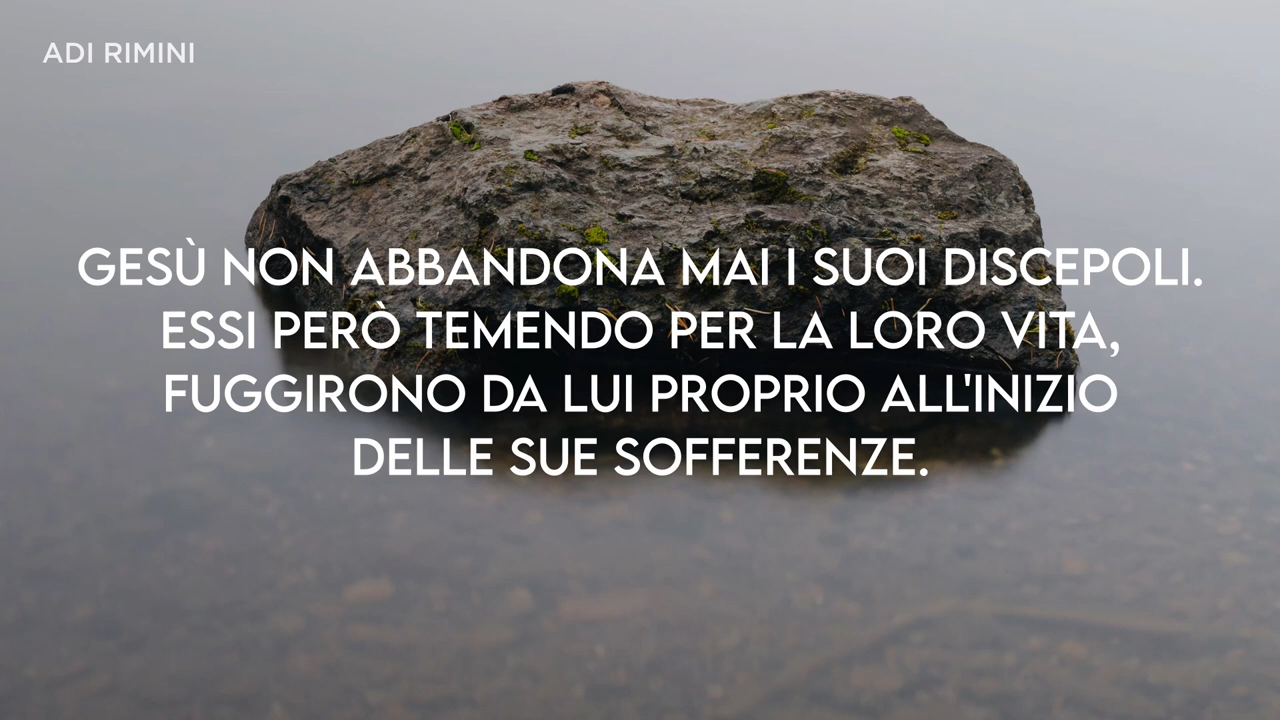 ADI RIMINI
GESÙ NON ABBANDONA MAI I SUOI DISCEPOLI.
ESSI PERÒ TEMENDO PER LA LORO VITA,
FUGGIRONO DA LUI PROPRIO ALL'INIZIO
DELLE SUE SOFFERENZE.